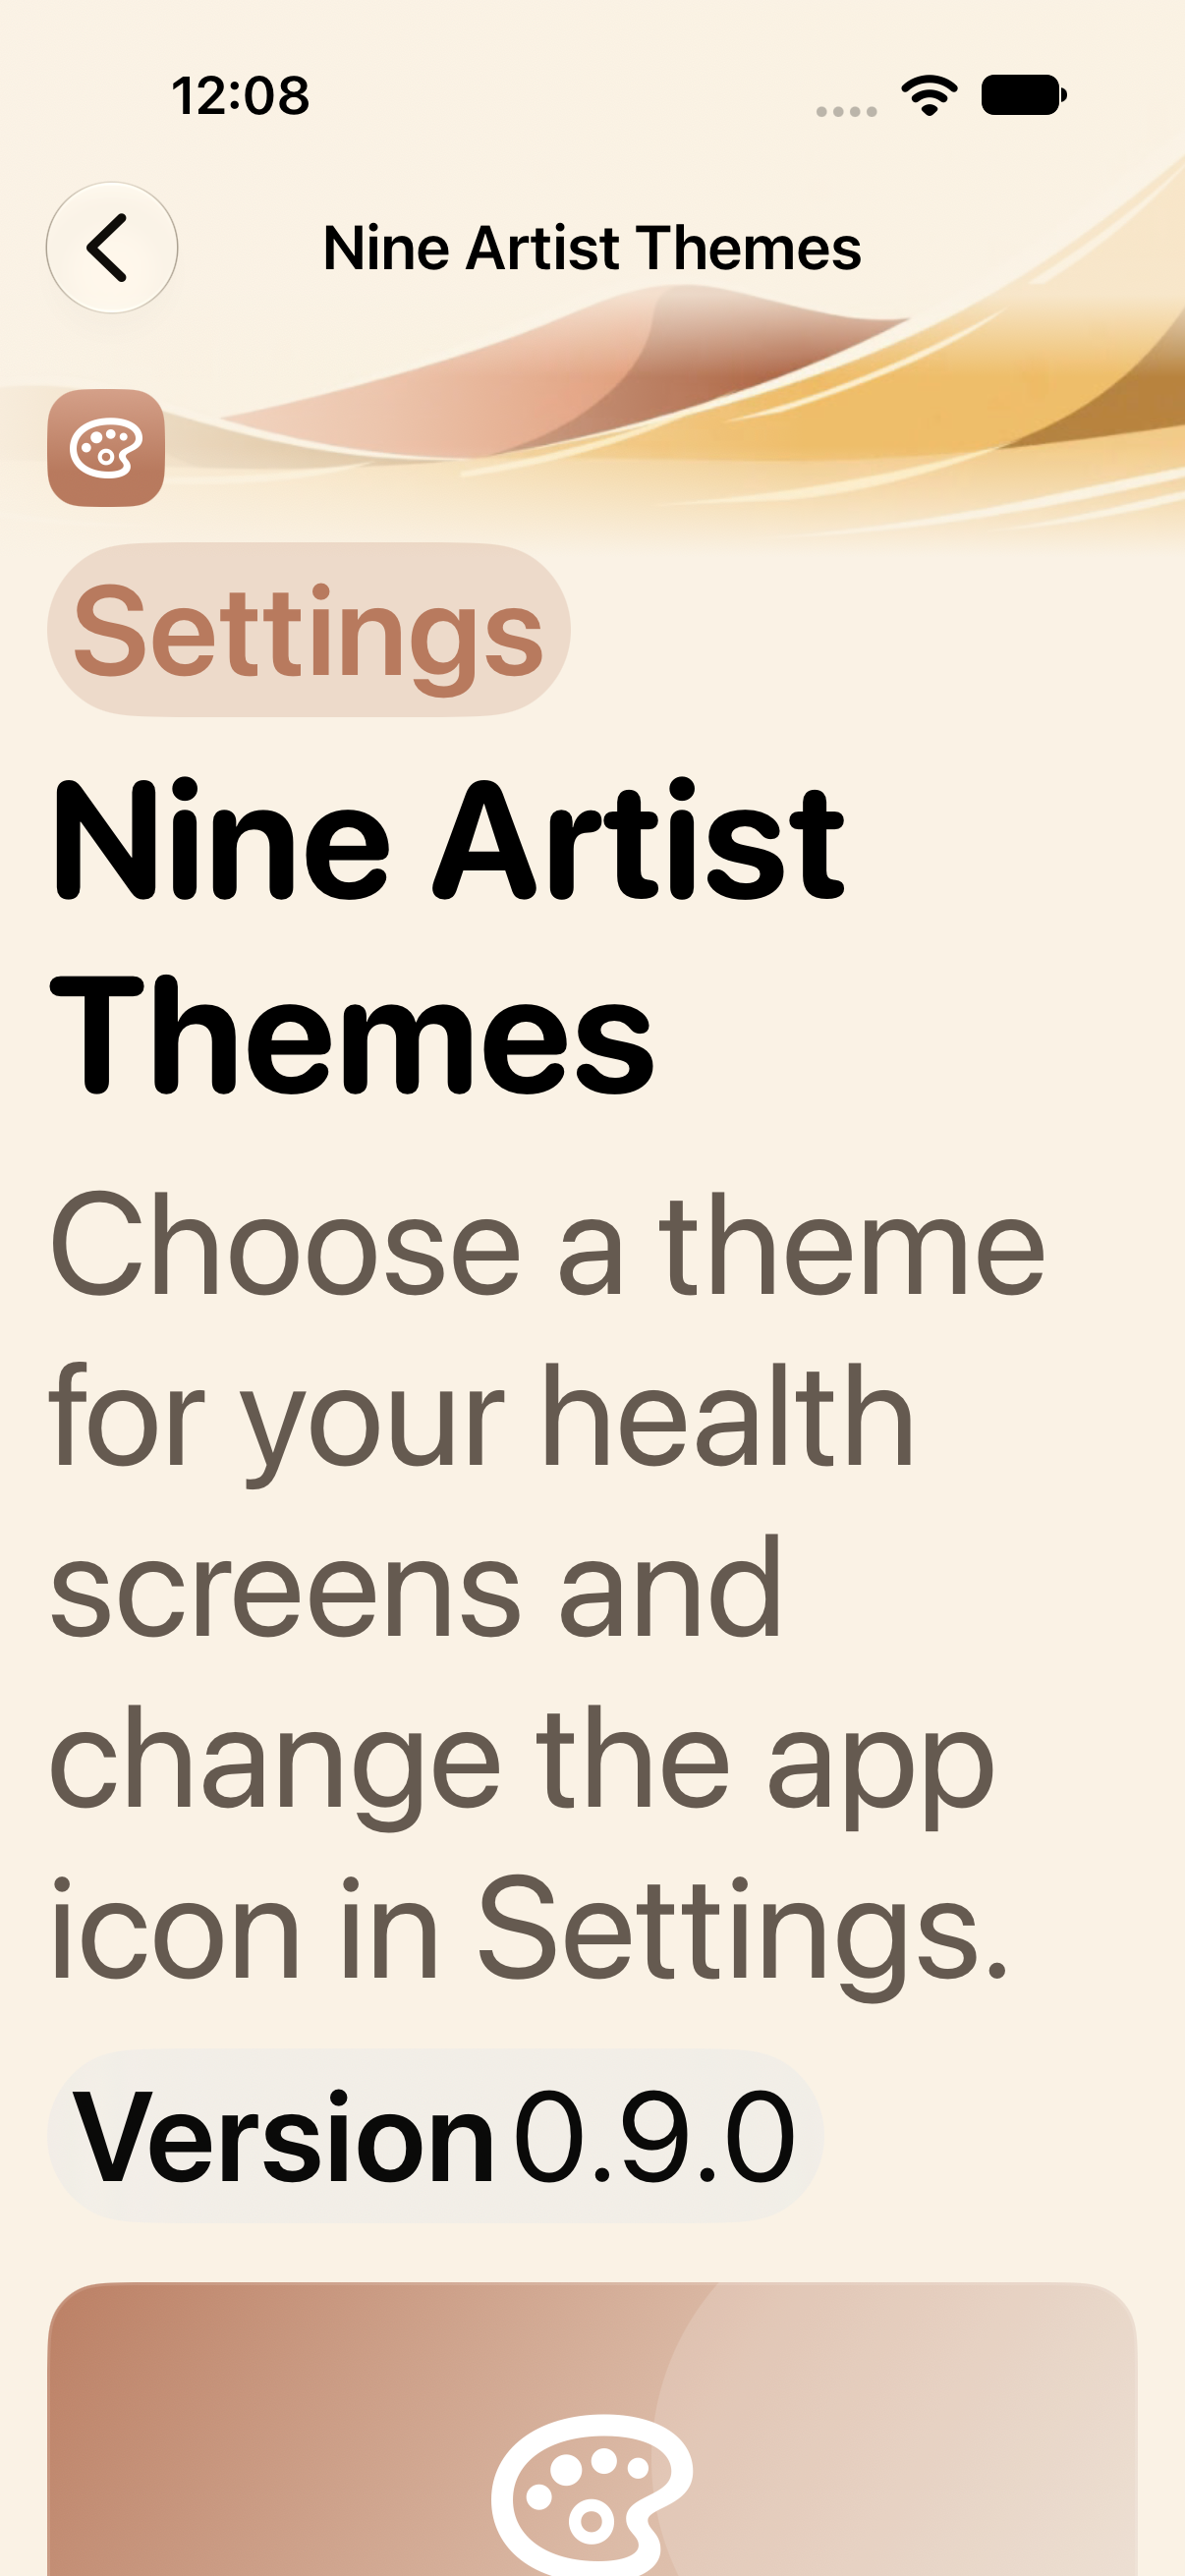 12:08
Nine Artist Themes
Settings
Nine Artist
Themes
Choose a theme
for your health
screens and
change the app
icon in Settings.
Version 0.9.0